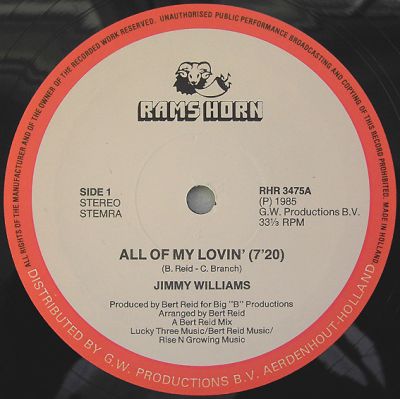 ALL RIGHTS OF THE MANUFACTURER AND OF THE OWNER OF THE RECORDED WORK RESERVED. UNAUTHORISED PUBLIC PERFORMANCE BROADCASTING AND COPYING OF THIS RECORD PROHIBITED. MADE IN HOLLAND
RAMS HORN
SIDE 1
STEREO
STEMRA
RHR 3475A
(P) 1985
G.W. Productions B.V.
33⅓ RPM
ALL OF MY LOVIN' (7'20)
(B. Reid - C. Branch)
JIMMY WILLIAMS
Produced by Bert Reid for Big "B" Productions
Arranged by Bert Reid
A Bert Reid Mix
Lucky Three Music/Bert Reid Music/
Rise N Growing Music
DISTRIBUTED BY G.W. PRODUCTIONS B.V. AERDENHOUT-HOLLAND